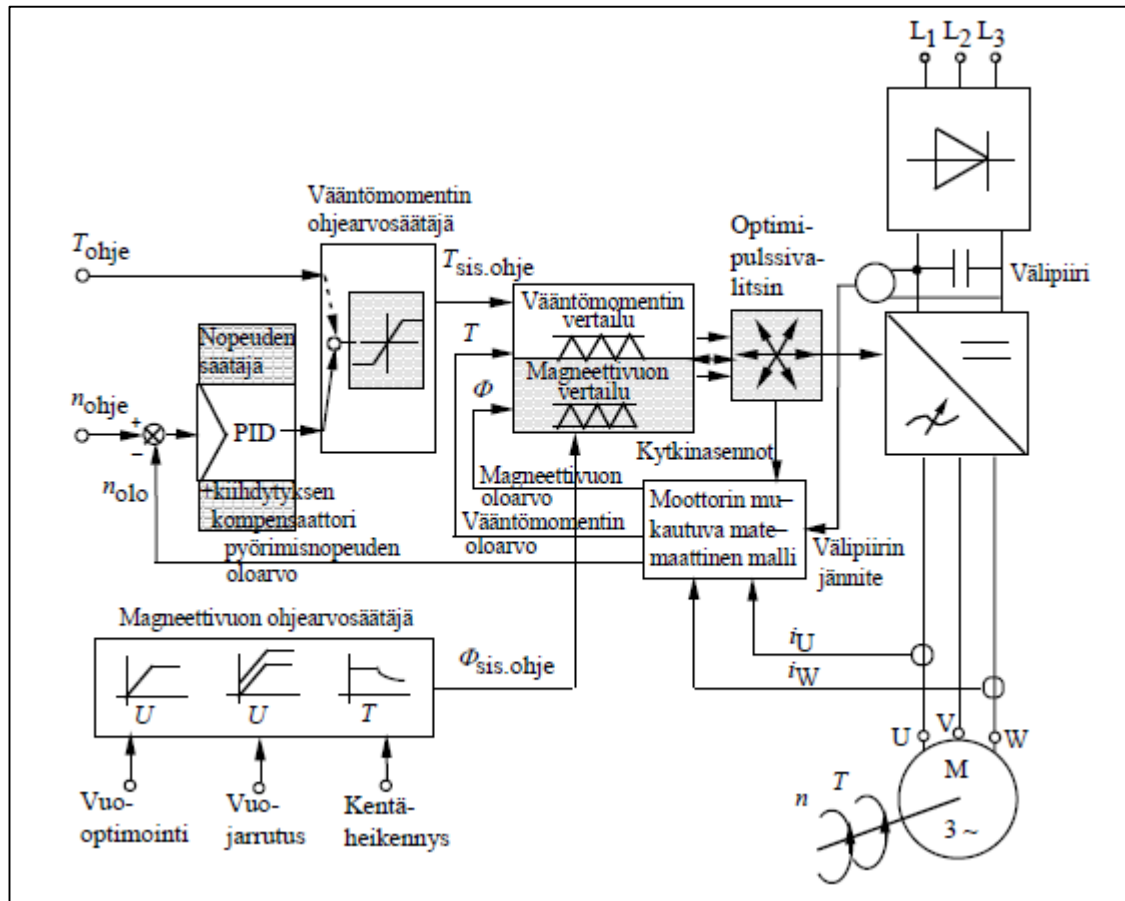 L1 L2 L3
Vääntömomentin
ohjearvosäätäjä
Tohje
Tsis.ohje
Optimi-
pulssiva-
litsin
Välipiiri
Vääntömomentin
vertailu
T
Nopeuden
säätäjä
Magneettivuon
vertailu
Φ
nohje
+
−
PID
Kytkinasennot
nolo
+kiihdytyksen
kompensaattori
Magneettivuon
oloarvo
Vääntömomentin
oloarvo
pyörimisnopeuden
oloarvo
Moottorin mu−
kautuva mate−
maattinen malli
Välipiirin
jännite
Magneettivuon ohjearvosäätäjä
U U T
Φsis.ohje
iU
iW
U V W
M
3 ~
n T
Vuo-
optimointi
Vuo-
jarrutus
Kentä-
heikennys